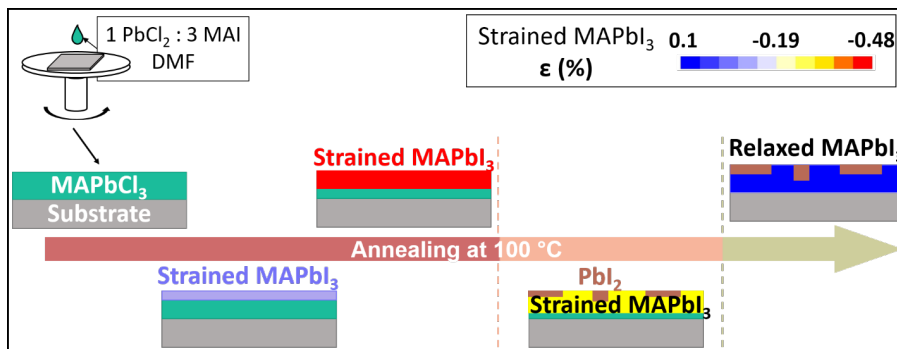 1 PbCl₂ : 3 MAI
DMF
Strained MAPbI₃
ε (%)
0.1 -0.19 -0.48
MAPbCl₃
Substrate
Strained MAPbI₃
Relaxed MAPbI₃
Annealing at 100 °C
Strained MAPbI₃
PbI₂
Strained MAPbI₃